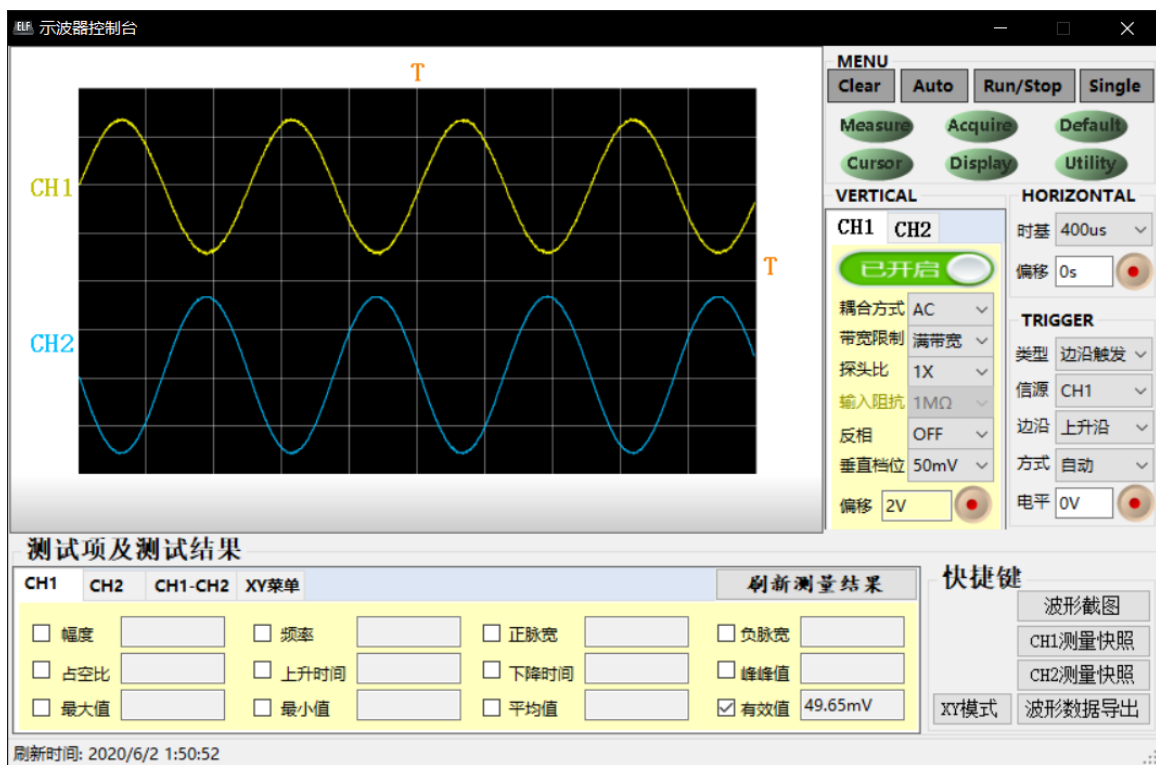 ELF 示波器控制台
T
CH1
T
CH2
MENU
Clear Auto Run/Stop Single
Measure Acquire Default
Cursor Display Utility
VERTICAL
CH1 CH2
已开启
耦合方式 AC
带宽限制 满带宽
探头比 1X
输入阻抗 1MΩ
反相 OFF
垂直档位 50mV
偏移 2V
HORIZONTAL
时基 400us
偏移 0s
TRIGGER
类型 边沿触发
信源 CH1
边沿 上升沿
方式 自动
电平 0V
测试项及测试结果
CH1 CH2 CH1-CH2 XY菜单 刷新测量结果
幅度 频率 正脉宽 负脉宽
占空比 上升时间 下降时间 峰峰值
最大值 最小值 平均值 有效值 49.65mV
快捷键
波形截图
CH1测量快照
CH2测量快照
XY模式 波形数据导出
刷新时间: 2020/6/2 1:50:52